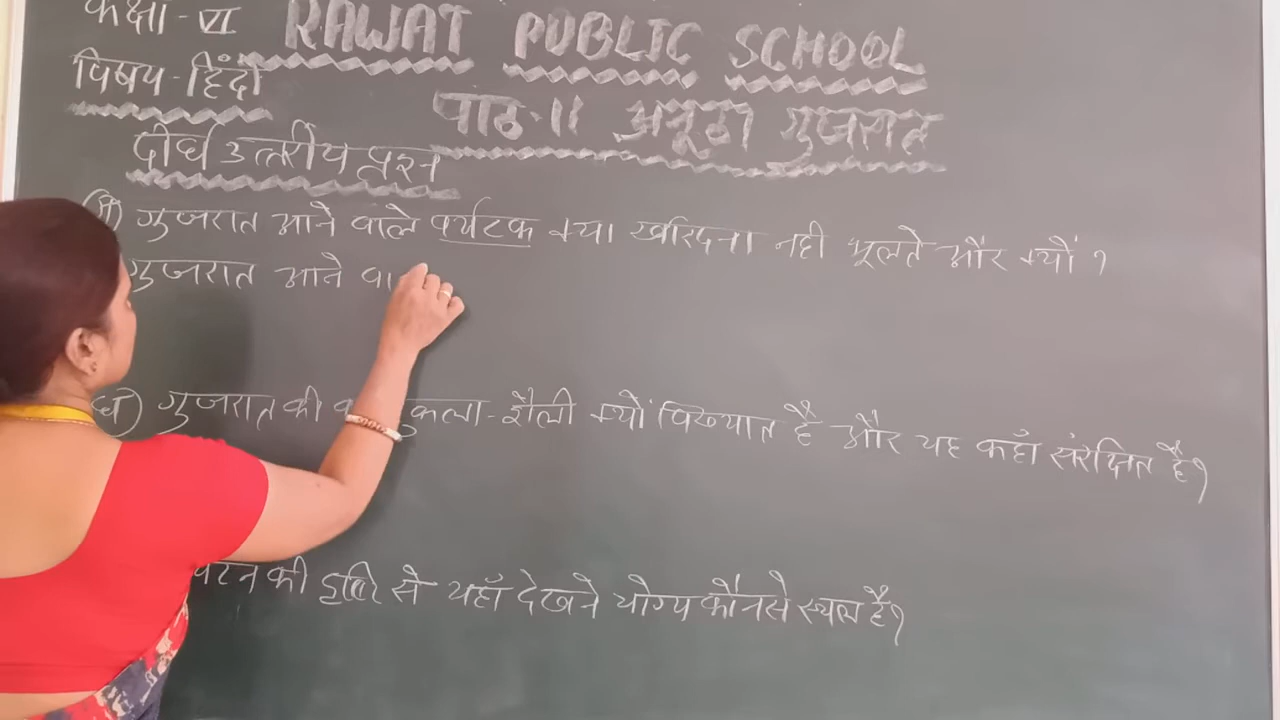 कक्षा - VI RAWAT PUBLIC SCHOOL
विषय - हिंदी
पाठ-11 अनूठा गुजरात
दीर्घ उत्तरीय प्रश्न
गुजरात आने वाले पर्यटक क्या खरिदना नही भूलते और क्यों ?
गुजरात आने वा
घ) गुजरात की कला-शैली क्यों विख्यात है और यह कहाँ संरक्षित है?
की से यहाँ देखने योग्य कौनसे स्थल है?